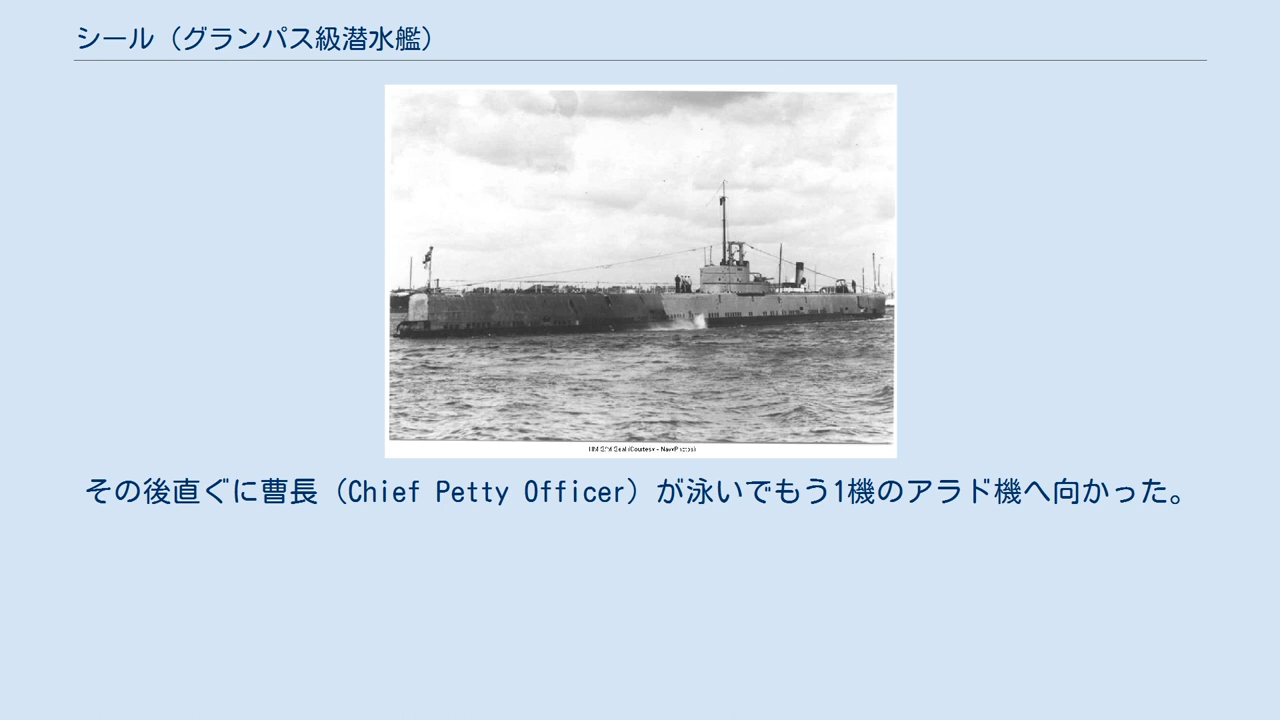 シール（グランパス級潜水艦）
(Courtesy - NavyPhotos)
その後直ぐに曹長（Chief Petty Officer）が泳いでもう1機のアラド機へ向かった。